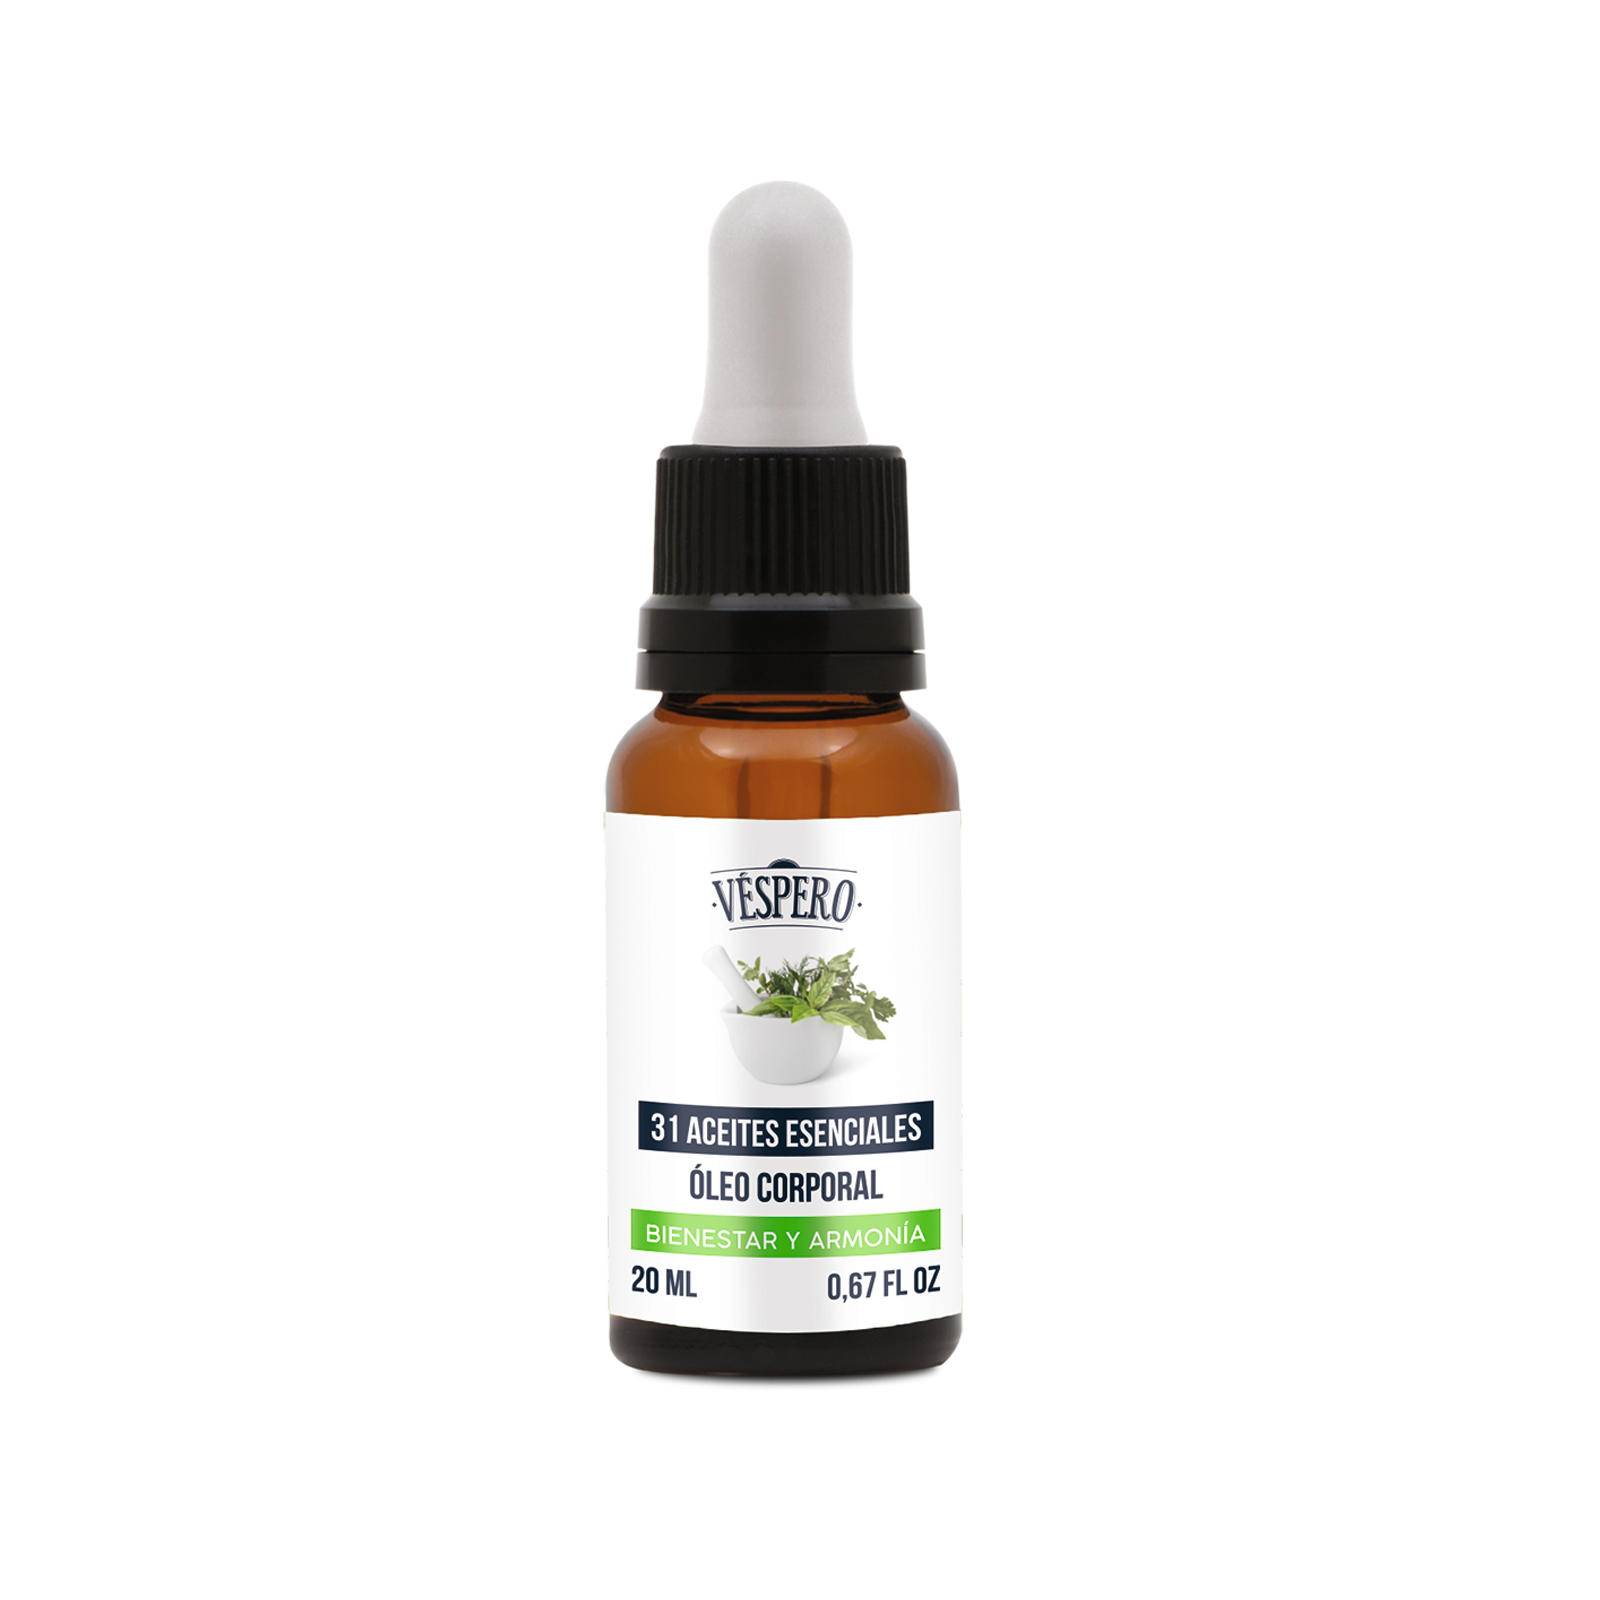 VÉSPERO
31 ACEITES ESENCIALES
ÓLEO CORPORAL
BIENESTAR Y ARMONÍA
20 ML 0,67 FL OZ